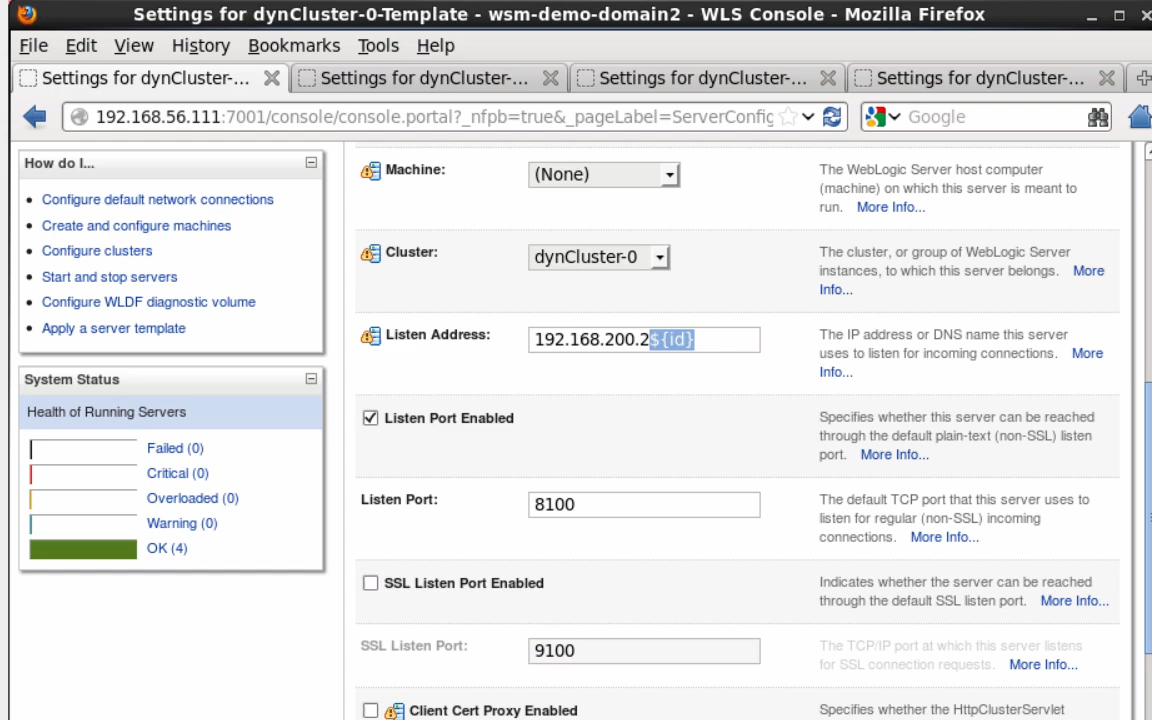 Settings for dynCluster-0-Template - wsm-demo-domain2 - WLS Console - Mozilla Firefox
File Edit View History Bookmarks Tools Help
Settings for dynCluster-... Settings for dynCluster-... Settings for dynCluster-... Settings for dynCluster-...
192.168.56.111:7001/console/console.portal?_nfpb=true&_pageLabel=ServerConfig Google
How do I...
Configure default network connections
Create and configure machines
Configure clusters
Start and stop servers
Configure WLDF diagnostic volume
Apply a server template
System Status
Health of Running Servers
Failed (0)
Critical (0)
Overloaded (0)
Warning (0)
OK (4)
Machine: (None)
The WebLogic Server host computer
(machine) on which this server is meant to
run. More Info...
Cluster: dynCluster-0
The cluster, or group of WebLogic Server
instances, to which this server belongs. More
Info...
Listen Address: 192.168.200.2${id}
The IP address or DNS name this server
uses to listen for incoming connections. More
Info...
Listen Port Enabled
Specifies whether this server can be reached
through the default plain-text (non-SSL) listen
port. More Info...
Listen Port: 8100
The default TCP port that this server uses to
listen for regular (non-SSL) incoming
connections. More Info...
SSL Listen Port Enabled
Indicates whether the server can be reached
through the default SSL listen port. More Info...
SSL Listen Port: 9100
The TCP/IP port at which this server listens
for SSL connection requests. More Info...
Client Cert Proxy Enabled
Specifies whether the HttpClusterServlet